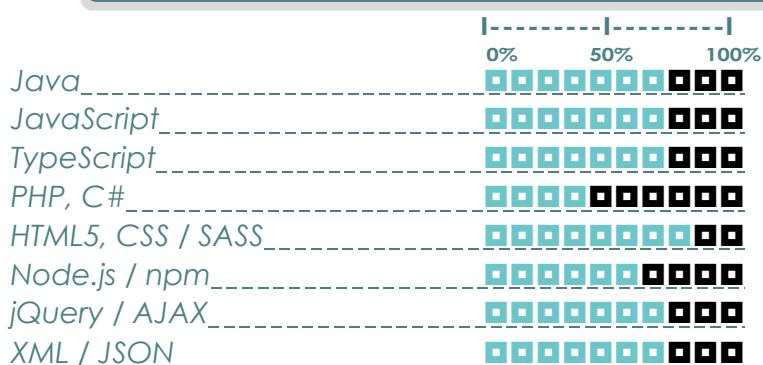 |----------|----------|
0% 50% 100%
Java
JavaScript
TypeScript
PHP, C#
HTML5, CSS / SASS
Node.js / npm
jQuery / AJAX
XML / JSON